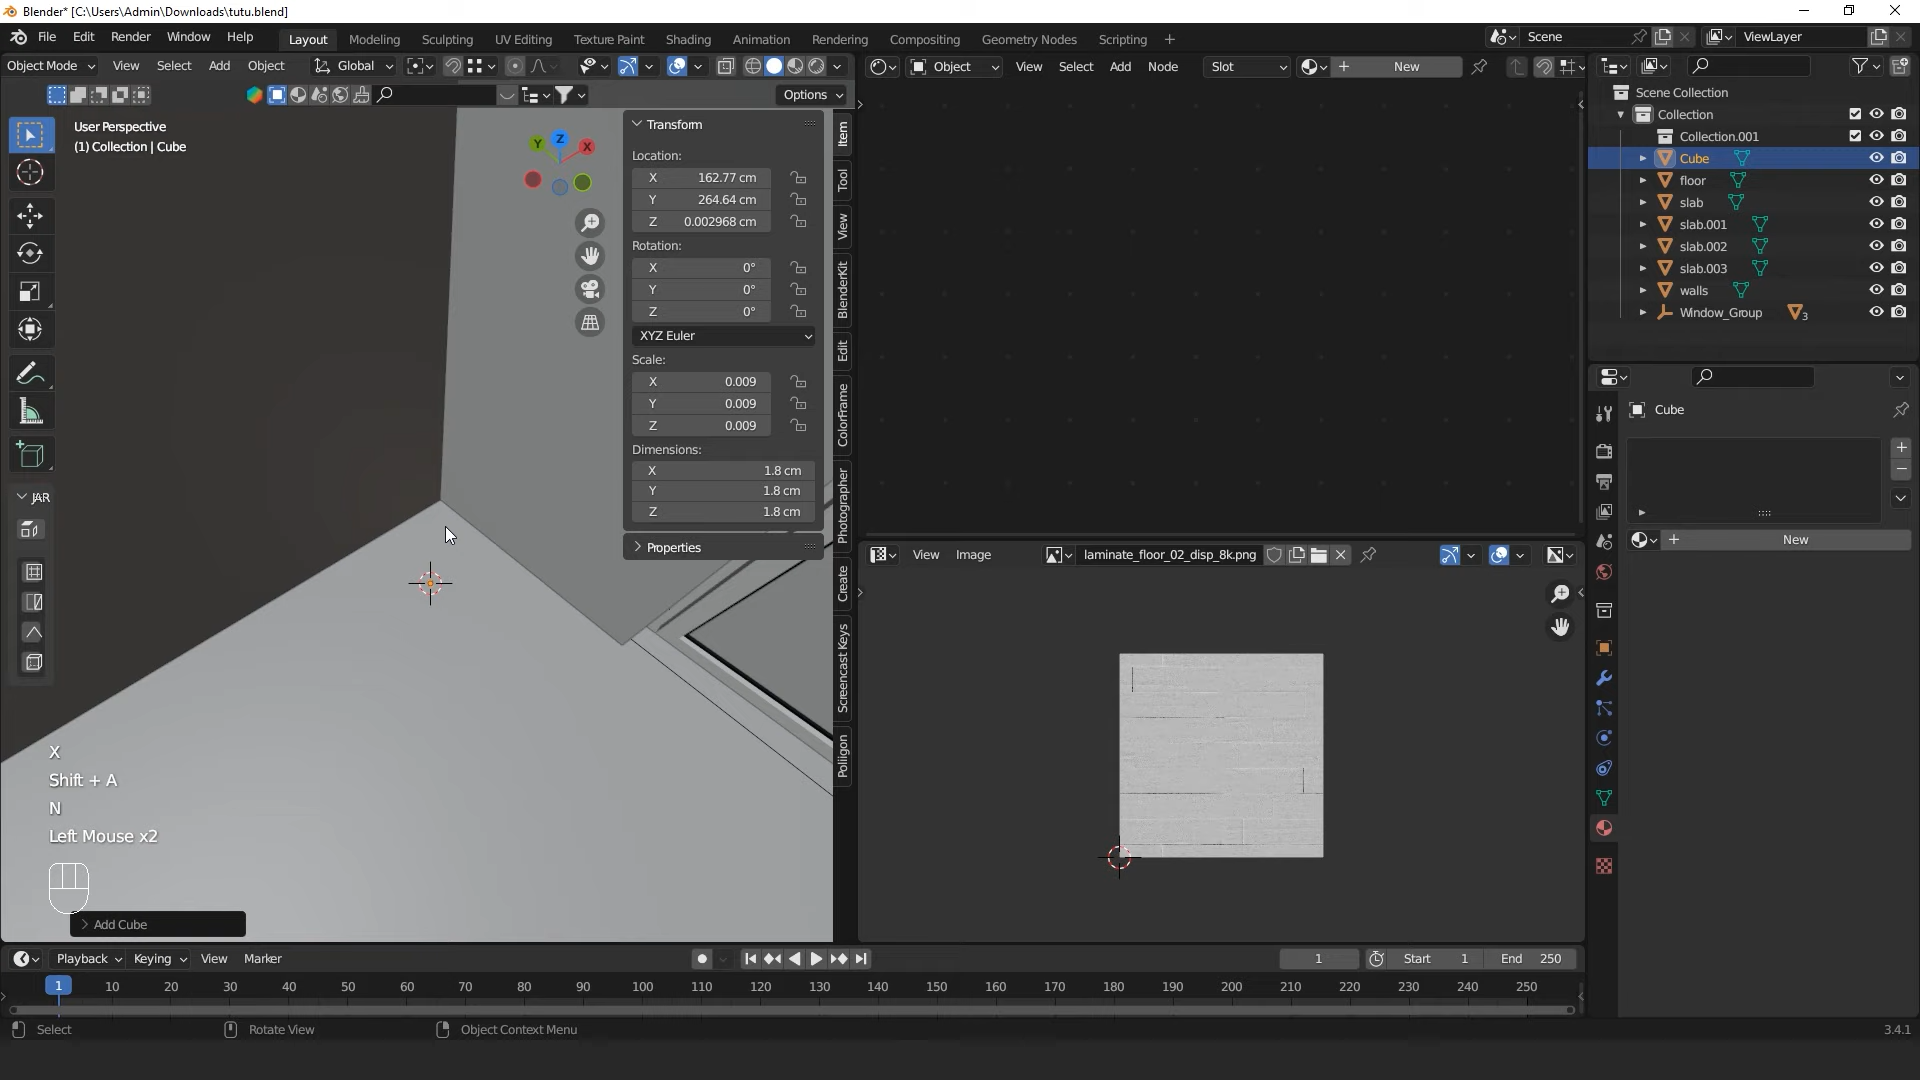 Blender* [C:\Users\Admin\Downloads\tutu.blend]
File Edit Render Window Help Layout Modeling Sculpting UV Editing Texture Paint Shading Animation Rendering Compositing Geometry Nodes Scripting + Scene ViewLayer
Object Mode View Select Add Object Global Object View Select Add Node Slot New
Options
User Perspective
(1) Collection | Cube
Y Z X
Transform
Location:
X 162.77 cm
Y 264.64 cm
Z 0.002968 cm
Rotation:
X 0°
Y 0°
Z 0°
XYZ Euler
Scale:
X 0.009
Y 0.009
Z 0.009
Dimensions:
X 1.8 cm
Y 1.8 cm
Z 1.8 cm
Properties
Item
Tool
View
BlenderKit
Edit
ColorFrame
Photographer
Create
Screencast Keys
Poliigon
JAR
X
Shift + A
N
Left Mouse x2
Add Cube
View Image laminate_floor_02_disp_8k.png
Scene Collection
Collection
Collection.001
Cube
floor
slab
slab.001
slab.002
slab.003
walls
Window_Group 3
Cube
New
Playback Keying View Marker 1 Start 1 End 250
1 10 20 30 40 50 60 70 80 90 100 110 120 130 140 150 160 170 180 190 200 210 220 230 240 250
Select Rotate View Object Context Menu 3.4.1